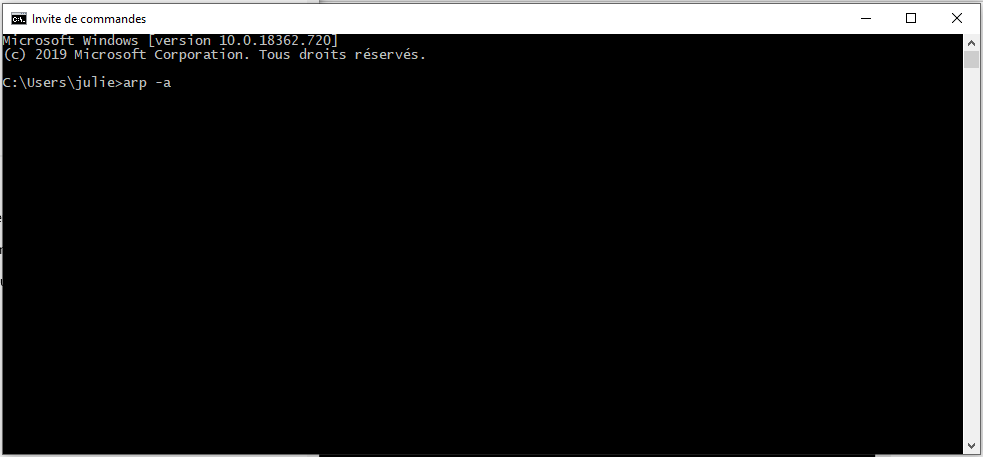 Invite de commandes
Microsoft Windows [version 10.0.18362.720]
(c) 2019 Microsoft Corporation. Tous droits réservés.
C:\Users\julie>arp -a